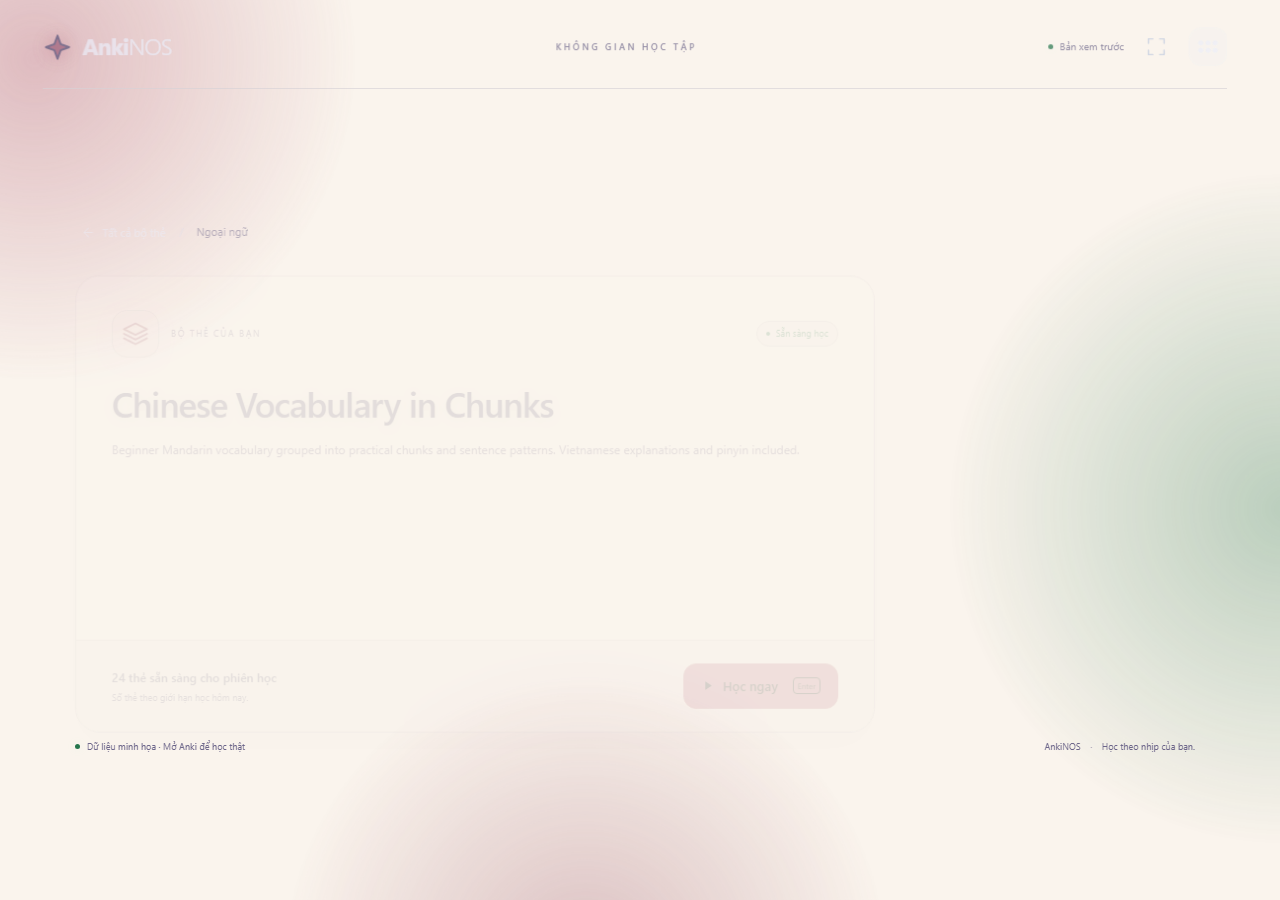 AnkiNOS
KHÔNG GIAN HỌC TẬP
Bản xem trước
Ngoại ngữ
BỘ THẺ CỦA BẠN
Sẵn sàng học
Chinese Vocabulary in Chunks
Beginner Mandarin vocabulary grouped into practical chunks and sentence patterns. Vietnamese explanations and pinyin included.
24 thẻ sẵn sàng cho phiên học
Số thẻ theo giới hạn học hôm nay.
Học ngay
Dữ liệu minh họa · Mở Anki để học thật
AnkiNOS · Học theo nhịp của bạn.